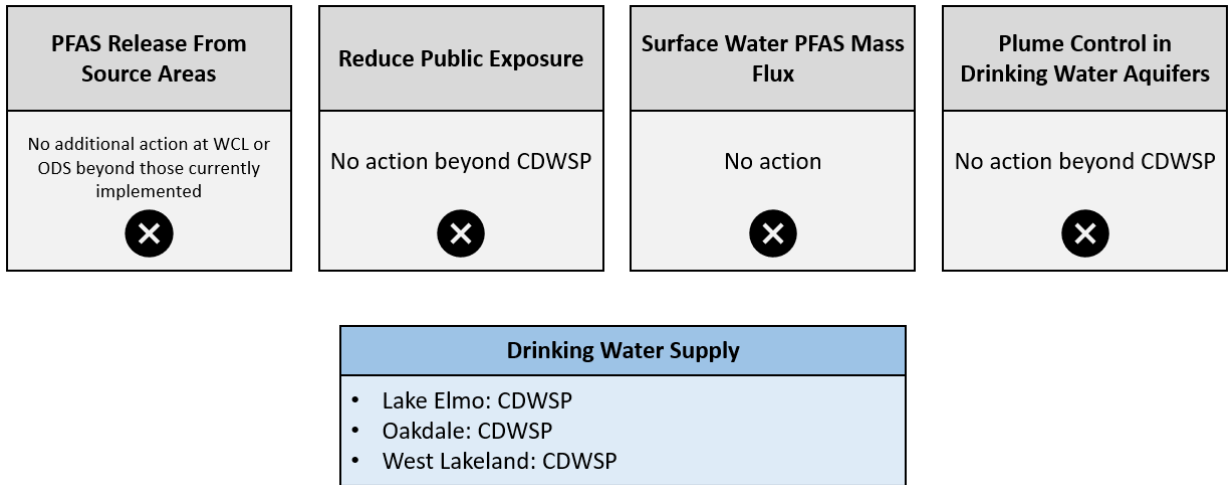 PFAS Release From
Source Areas
No additional action at WCL or
ODS beyond those currently
implemented
Reduce Public Exposure
No action beyond CDWSP
Surface Water PFAS Mass
Flux
No action
Plume Control in
Drinking Water Aquifers
No action beyond CDWSP
Drinking Water Supply
• Lake Elmo: CDWSP
• Oakdale: CDWSP
• West Lakeland: CDWSP